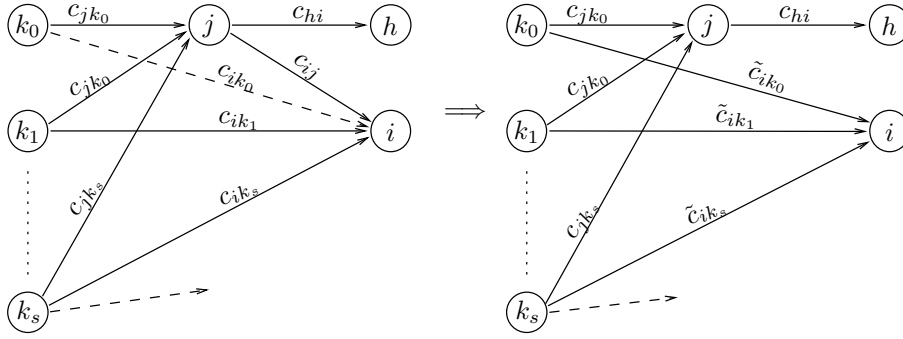 k_0 c_{jk_0} j c_{hi} h k_0 c_{jk_0} j c_{hi} h
c_{ij}
c_{ik_0} \tilde{c}_{ik_0}
c_{jk_0} c_{jk_0}
k_1 c_{ik_1} i ⟹ k_1 \tilde{c}_{ik_1} i
c_{jk_s} c_{ik_s} c_{jk_s} \tilde{c}_{ik_s}
k_s k_s